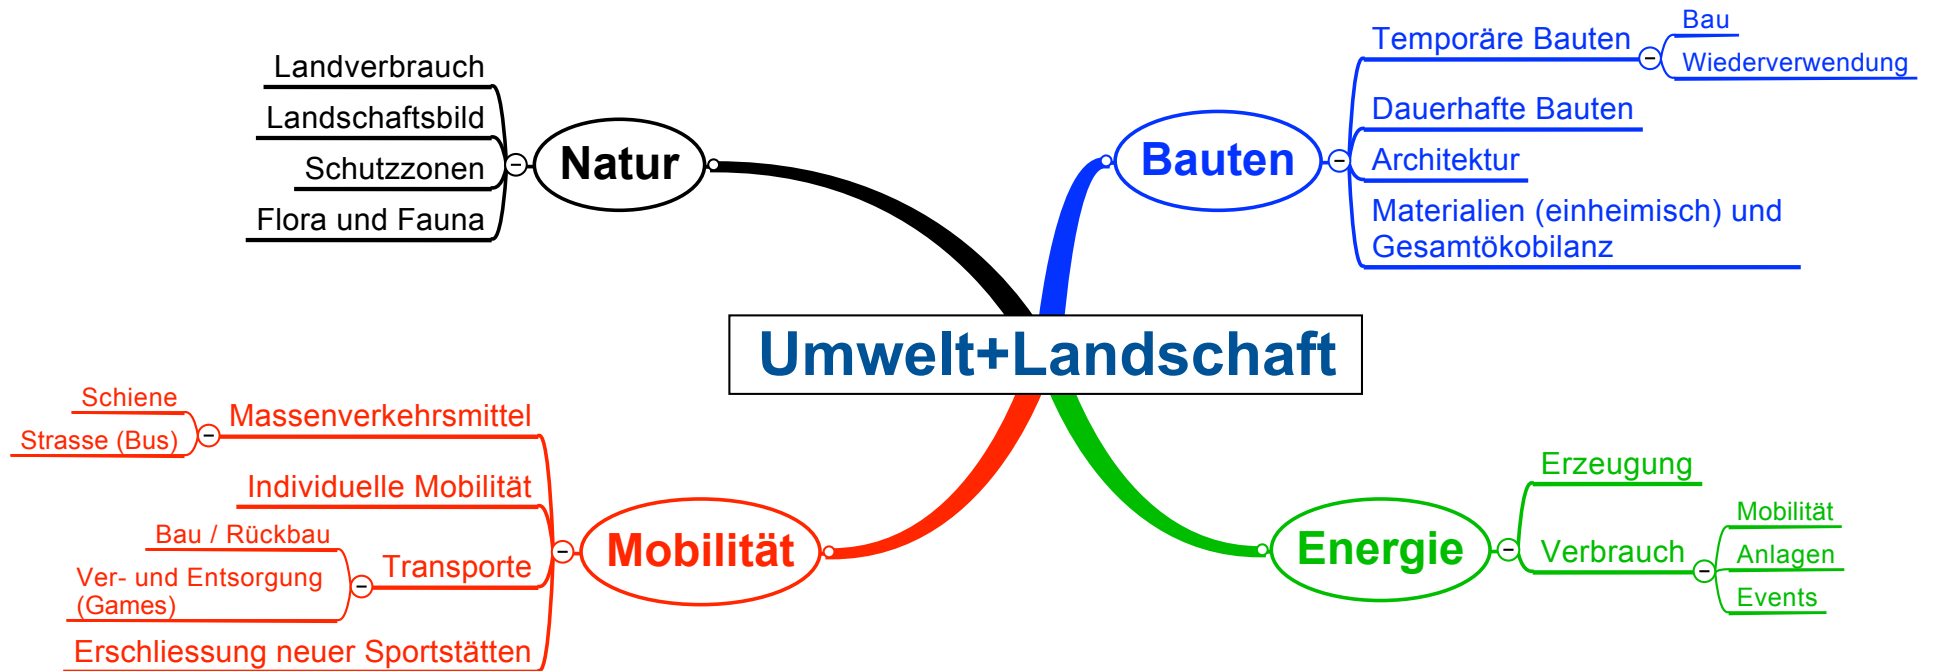 Landverbrauch
Landschaftsbild
Schutzzonen
Flora und Fauna
Natur
Bauten
Temporäre Bauten
Bau
Wiederverwendung
Dauerhafte Bauten
Architektur
Materialien (einheimisch) und
Gesamtökobilanz
Umwelt+Landschaft
Schiene
Strasse (Bus)
Massenverkehrsmittel
Individuelle Mobilität
Bau / Rückbau
Ver- und Entsorgung
(Games)
Transporte
Erschliessung neuer Sportstätten
Mobilität
Energie
Erzeugung
Verbrauch
Mobilität
Anlagen
Events